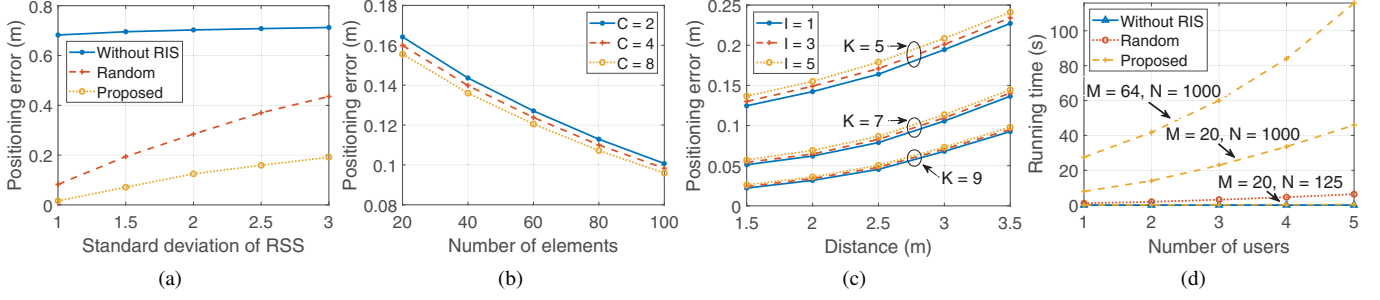 Positioning error (m)
0.8
0.6
0.4
0.2
0
Without RIS
Random
Proposed
1 1.5 2 2.5 3
Standard deviation of RSS
(a)
Positioning error (m)
0.18
0.16
0.14
0.12
0.1
0.08
C = 2
C = 4
C = 8
20 40 60 80 100
Number of elements
(b)
Positioning error (m)
0.25
0.2
0.15
0.1
0.05
0
I = 1
I = 3
I = 5
K = 5
K = 7
K = 9
1.5 2 2.5 3 3.5
Distance (m)
(c)
Running time (s)
120
100
80
60
40
20
0
Without RIS
Random
Proposed
M = 64, N = 1000
M = 20, N = 1000
M = 20, N = 125
1 2 3 4 5
Number of users
(d)